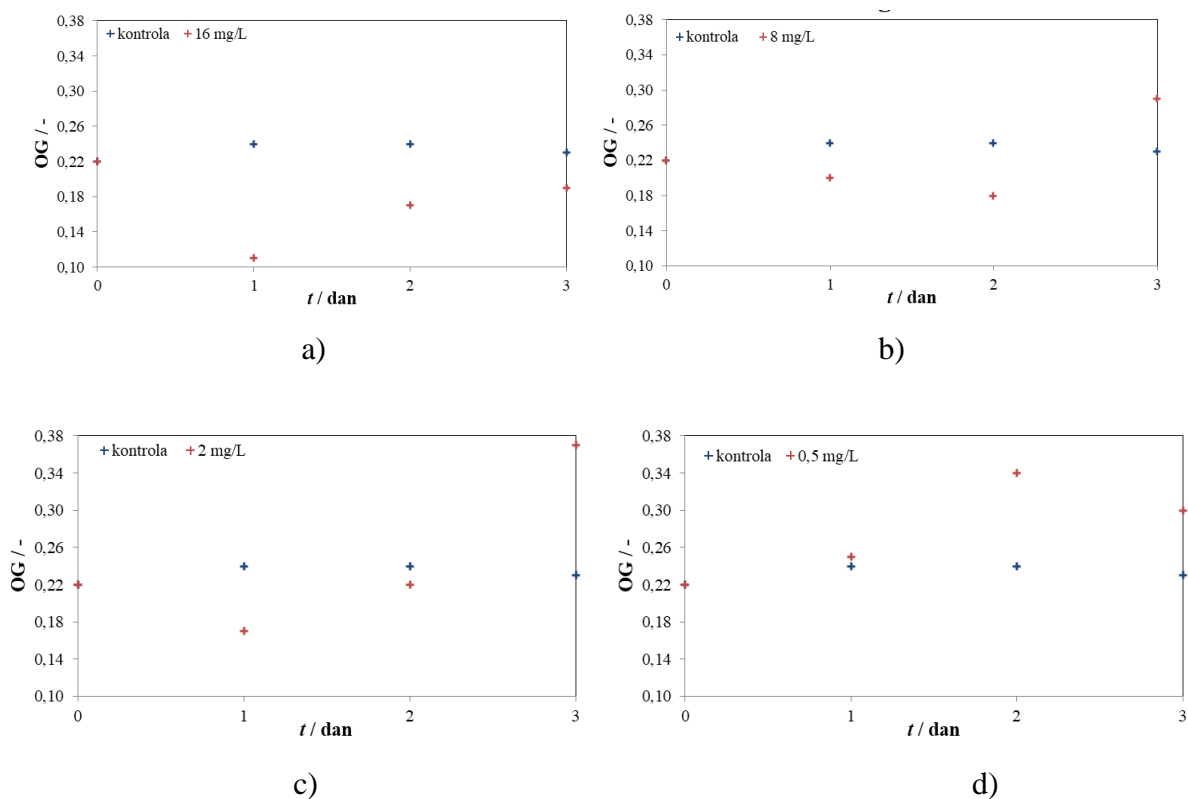 kontrola 16 mg/L
OG / -
0,38
0,34
0,30
0,26
0,22
0,18
0,14
0,10
0 1 2 3
t / dan
a)
kontrola 8 mg/L
OG / -
0,38
0,34
0,30
0,26
0,22
0,18
0,14
0,10
0 1 2 3
t / dan
b)
kontrola 2 mg/L
OG / -
0,38
0,34
0,30
0,26
0,22
0,18
0,14
0,10
0 1 2 3
t / dan
c)
kontrola 0,5 mg/L
OG / -
0,38
0,34
0,30
0,26
0,22
0,18
0,14
0,10
0 1 2 3
t / dan
d)